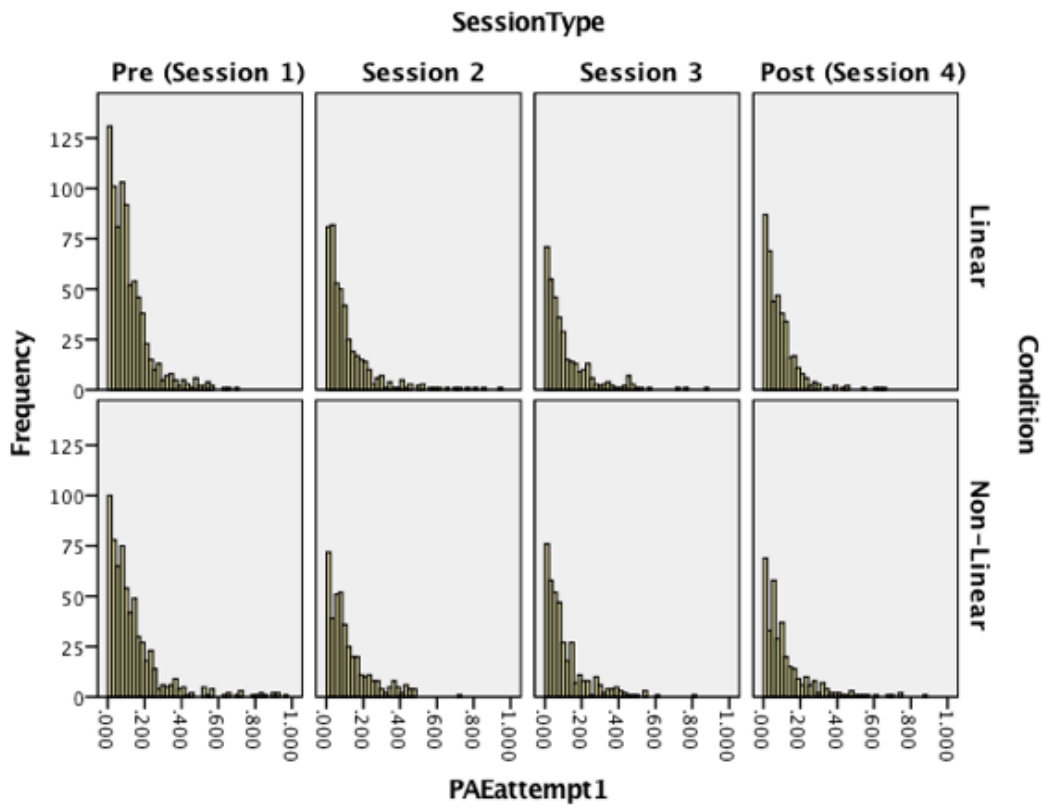 SessionType
Pre (Session 1) Session 2 Session 3 Post (Session 4)
125
100
75
50
25
0
Linear
125
100
75
50
25
0
Non-Linear
Frequency
Condition
.000 .200 .400 .600 .800 1.000 .000 .200 .400 .600 .800 1.000 .000 .200 .400 .600 .800 1.000 .000 .200 .400 .600 .800 1.000
PAEattempt1